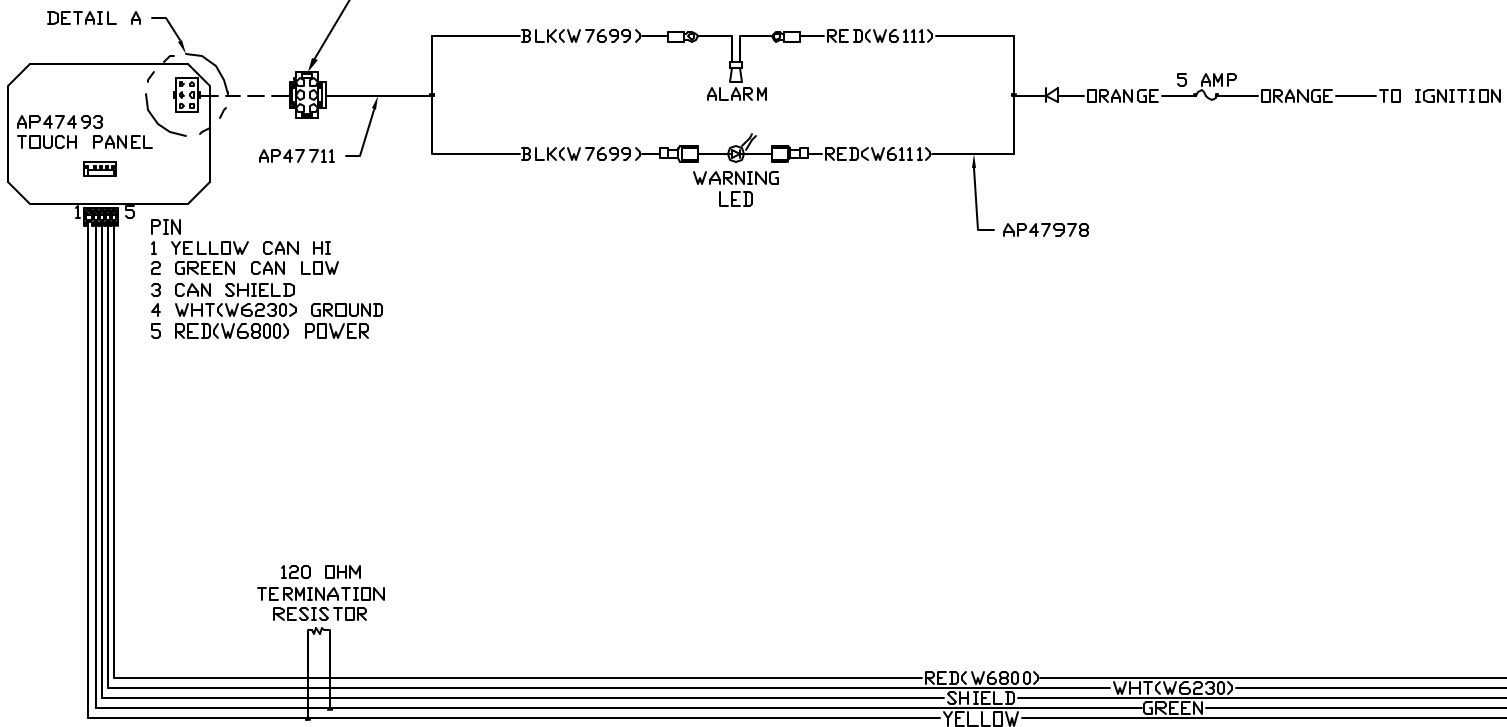 DETAIL A
BLK(W7699)
RED(W6111)
ALARM
5 AMP
ORANGE
ORANGE
TO IGNITION
AP47493
TOUCH PANEL
AP47711
BLK(W7699)
RED(W6111)
WARNING
LED
AP47978
1
5
PIN
1 YELLOW CAN HI
2 GREEN CAN LOW
3 CAN SHIELD
4 WHT(W6230) GROUND
5 RED(W6800) POWER
120 OHM
TERMINATION
RESISTOR
RED(W6800)
WHT(W6230)
SHIELD
GREEN
YELLOW